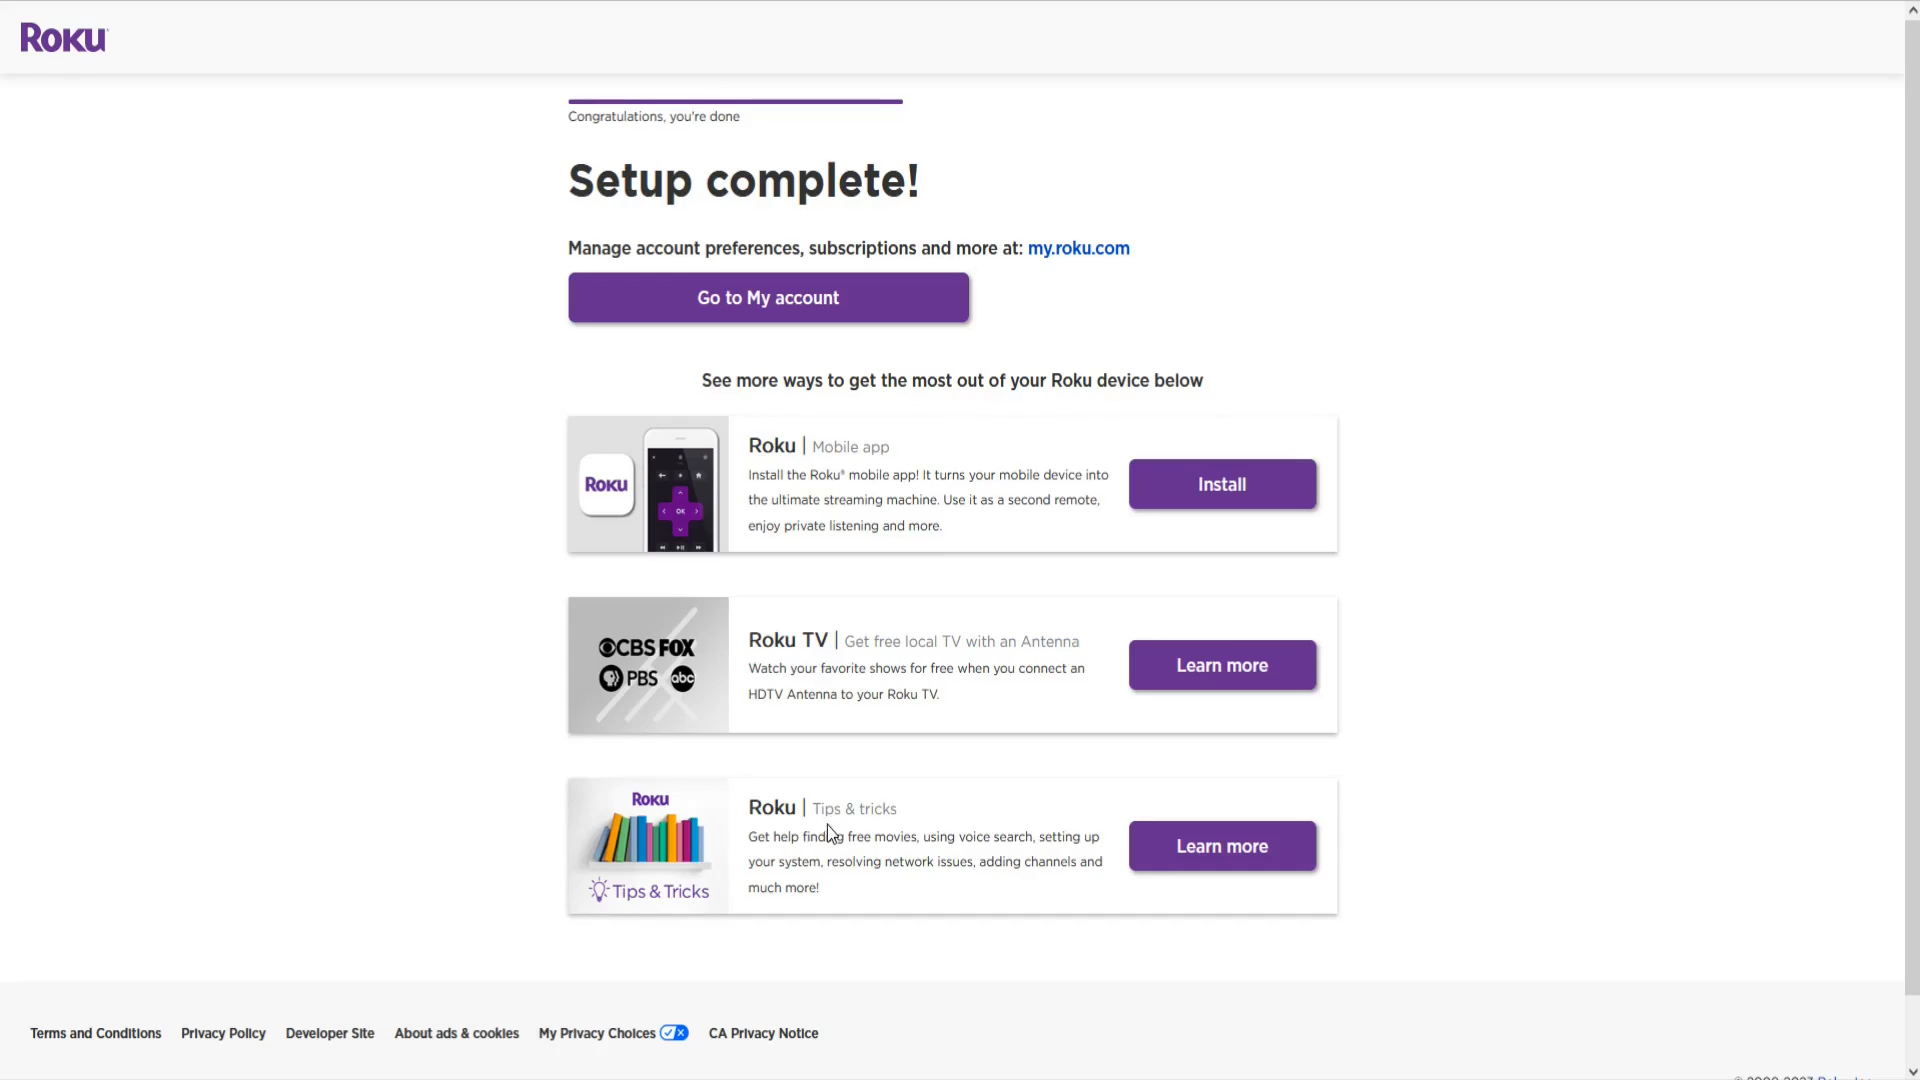 Roku
Congratulations, you're done
Setup complete!
Manage account preferences, subscriptions and more at: my.roku.com
Go to My account
See more ways to get the most out of your Roku device below
Roku
OK
Roku | Mobile app
Install the Roku® mobile app! It turns your mobile device into
the ultimate streaming machine. Use it as a second remote,
enjoy private listening and more.
Install
CBS FOX
PBS abc
Roku TV | Get free local TV with an Antenna
Watch your favorite shows for free when you connect an
HDTV Antenna to your Roku TV.
Learn more
Roku
Tips & Tricks
Roku | Tips & tricks
Get help finding free movies, using voice search, setting up
your system, resolving network issues, adding channels and
much more!
Learn more
Terms and Conditions Privacy Policy Developer Site About ads & cookies My Privacy Choices CA Privacy Notice